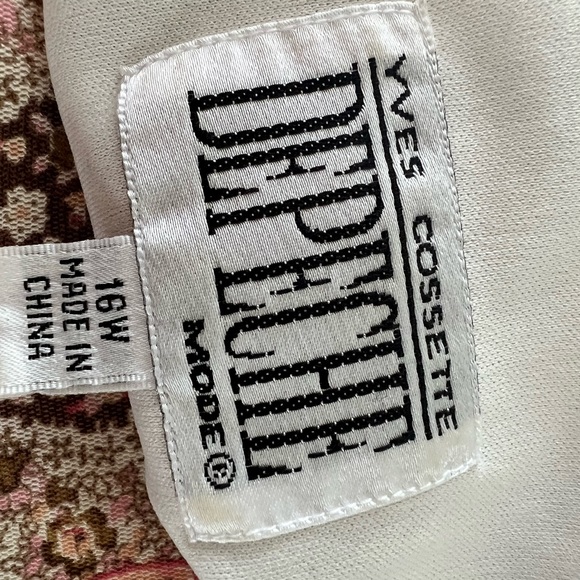 YVES COSSETTE
DEPECHE
MODE®
16W
MADE IN
CHINA